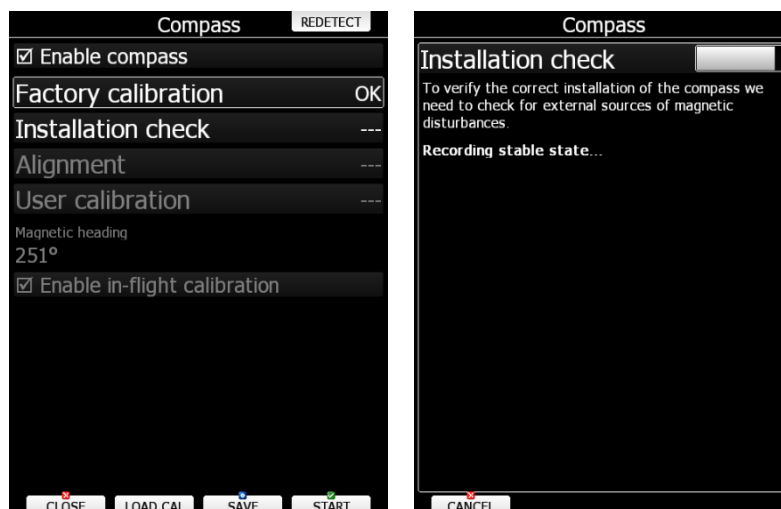 Compass
REDETECT
Enable compass
Factory calibration OK
Installation check ---
Alignment ---
User calibration ---
Magnetic heading
251º
Enable in-flight calibration
CLOSE LOAD CAL SAVE START
Compass
Installation check
To verify the correct installation of the compass we
need to check for external sources of magnetic
disturbances.
Recording stable state...
CANCEL